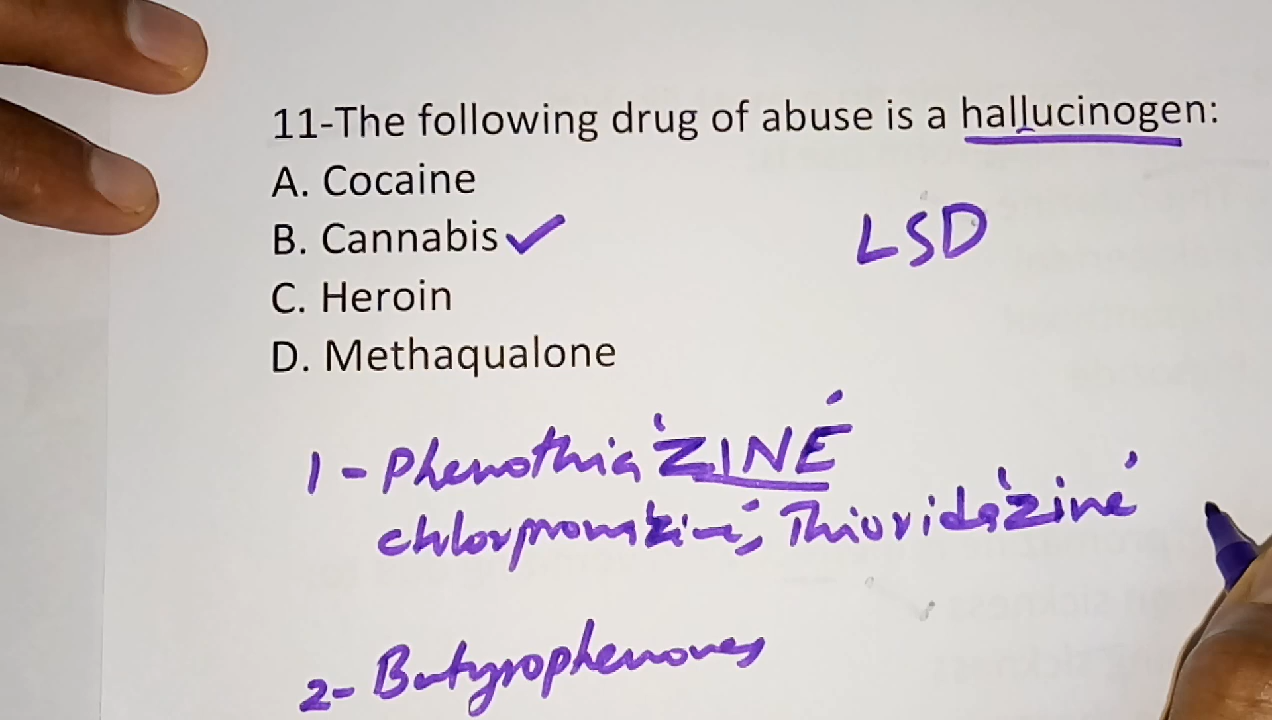 11-The following drug of abuse is a hallucinogen:
A. Cocaine
B. Cannabis ✓
LSD
C. Heroin
D. Methaqualone
1- PhenothiaZINE
chlorpromazine, Thioridazine
2- Butyrophenones